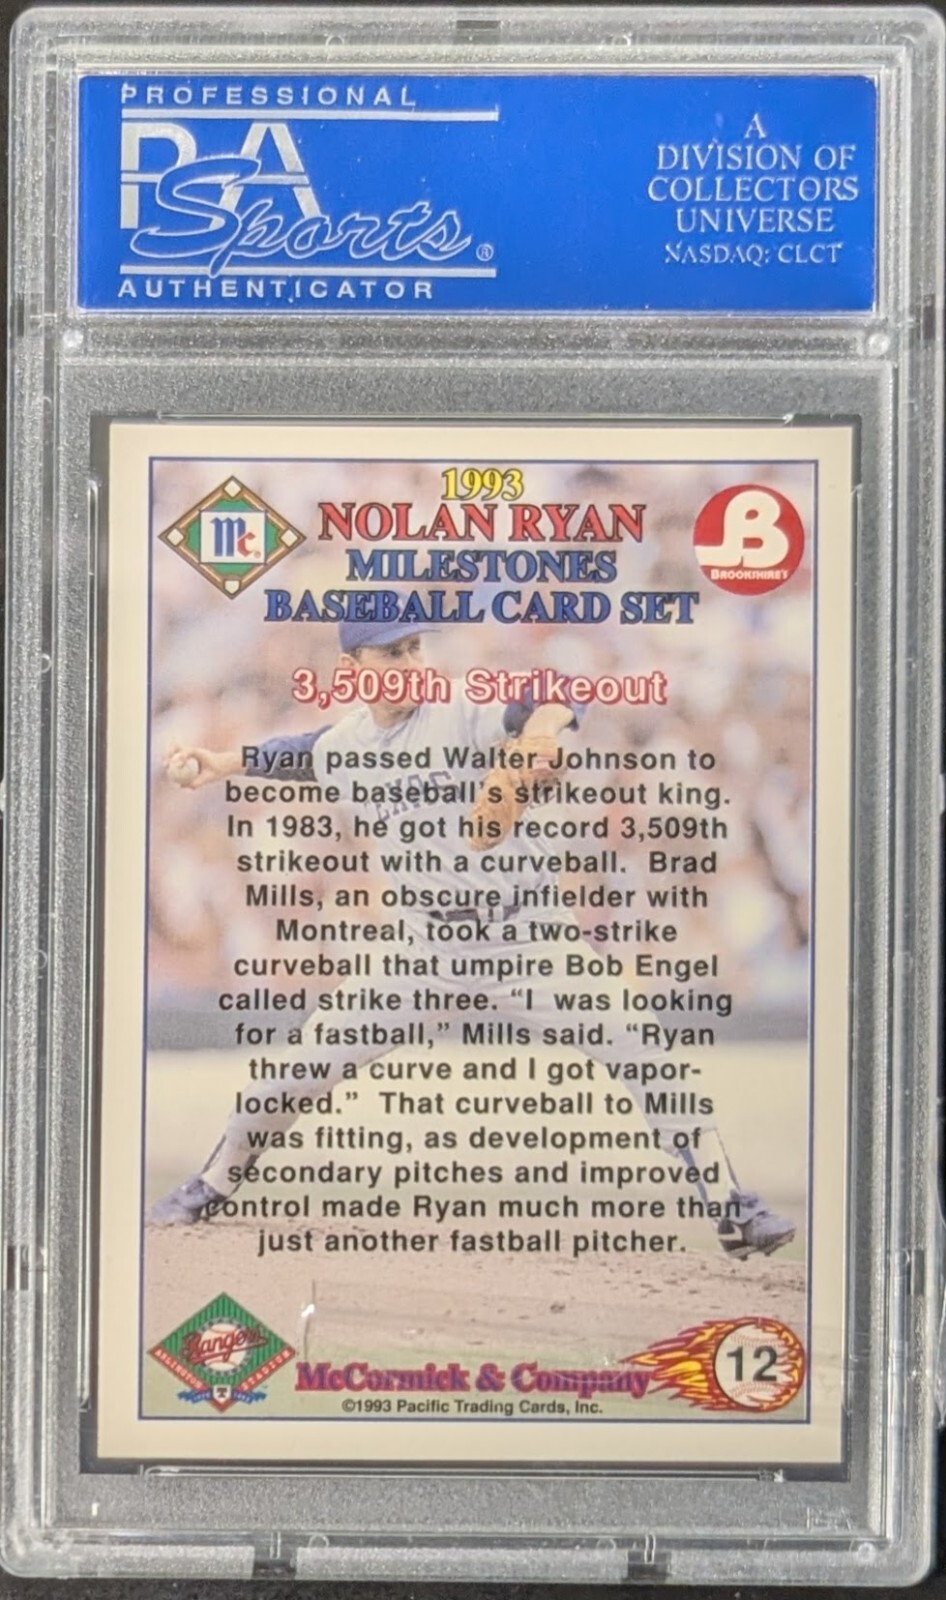 PROFESSIONAL
PSA
Sports®
AUTHENTICATOR
A
DIVISION OF
COLLECTORS
UNIVERSE
NASDAQ: CLCT
1993
NOLAN RYAN
MILESTONES
BASEBALL CARD SET
Mc®
B
BROOKSHIRE'S
3,509th Strikeout
Ryan passed Walter Johnson to
become baseball's strikeout king.
In 1983, he got his record 3,509th
strikeout with a curveball. Brad
Mills, an obscure infielder with
Montreal, took a two-strike
curveball that umpire Bob Engel
called strike three. “I was looking
for a fastball,” Mills said. “Ryan
threw a curve and I got vapor-
locked.” That curveball to Mills
was fitting, as development of
secondary pitches and improved
control made Ryan much more than
just another fastball pitcher.
TEXAS
Rangers
ARLINGTON STADIUM
T
McCormick & Company
©1993 Pacific Trading Cards, Inc.
12